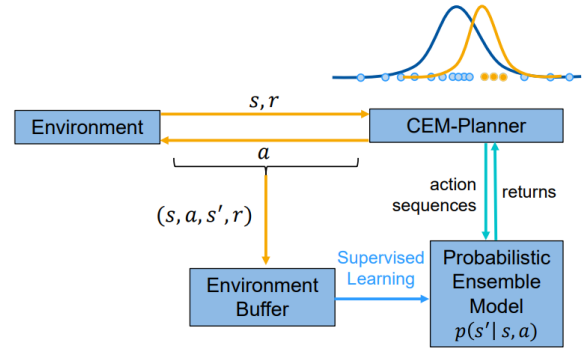 s, r
Environment
CEM-Planner
a
action
sequences
returns
(s, a, s′, r)
Supervised
Learning
Environment
Buffer
Probabilistic
Ensemble
Model
p(s′| s, a)